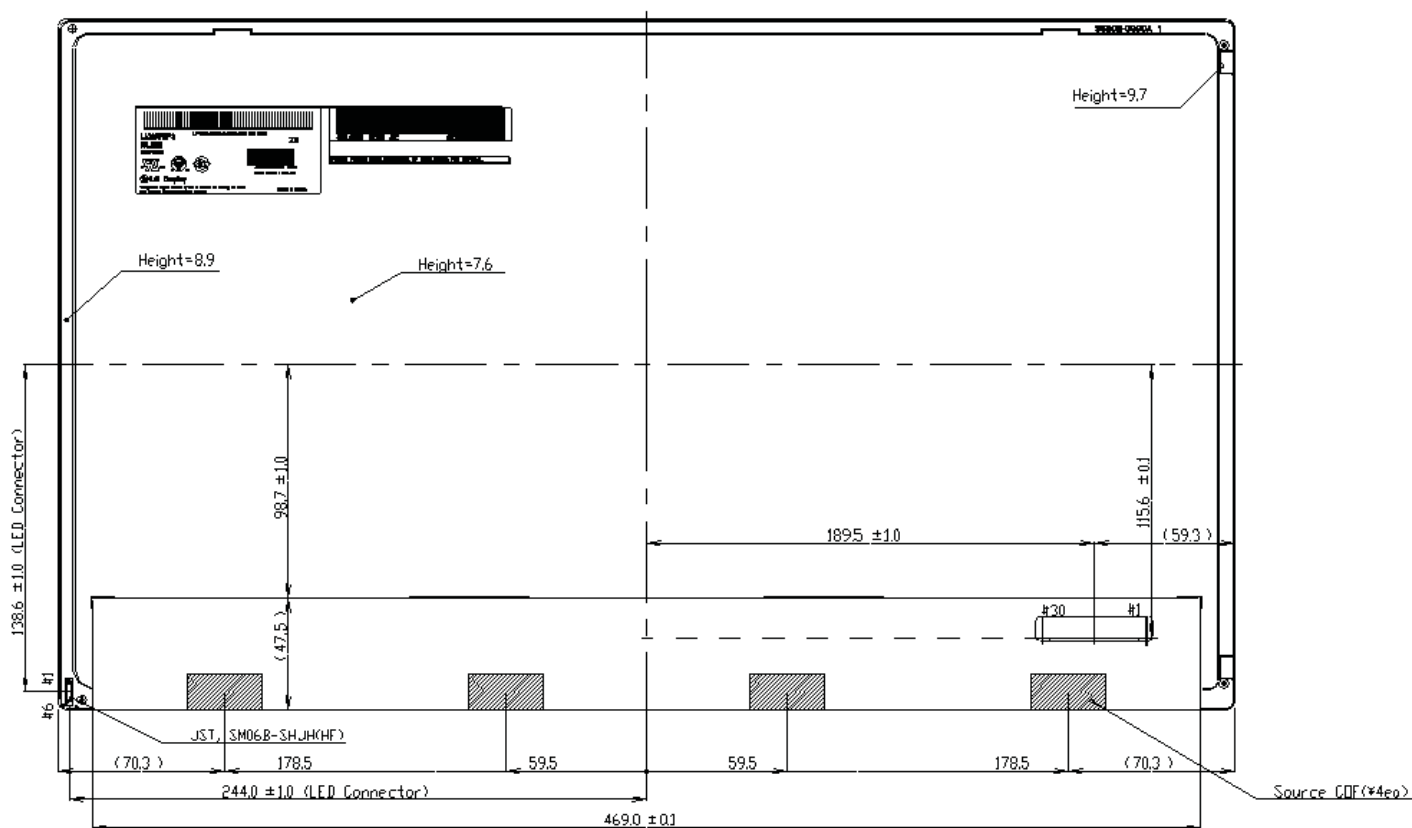 Height=9.7
Height=8.9
Height=7.6
138.6 ±1.0 (LED Connector)
98.7 ±1.0
115.6 ±0.1
189.5 ±1.0
(59.3)
(47.5)
#30
#1
#1
#6
JST, SM06B-SHJH(HF)
(70.3)
178.5
59.5
59.5
178.5
(70.3)
244.0 ±1.0 (LED Connector)
Source COF(*4ea)
469.0 ±0.1